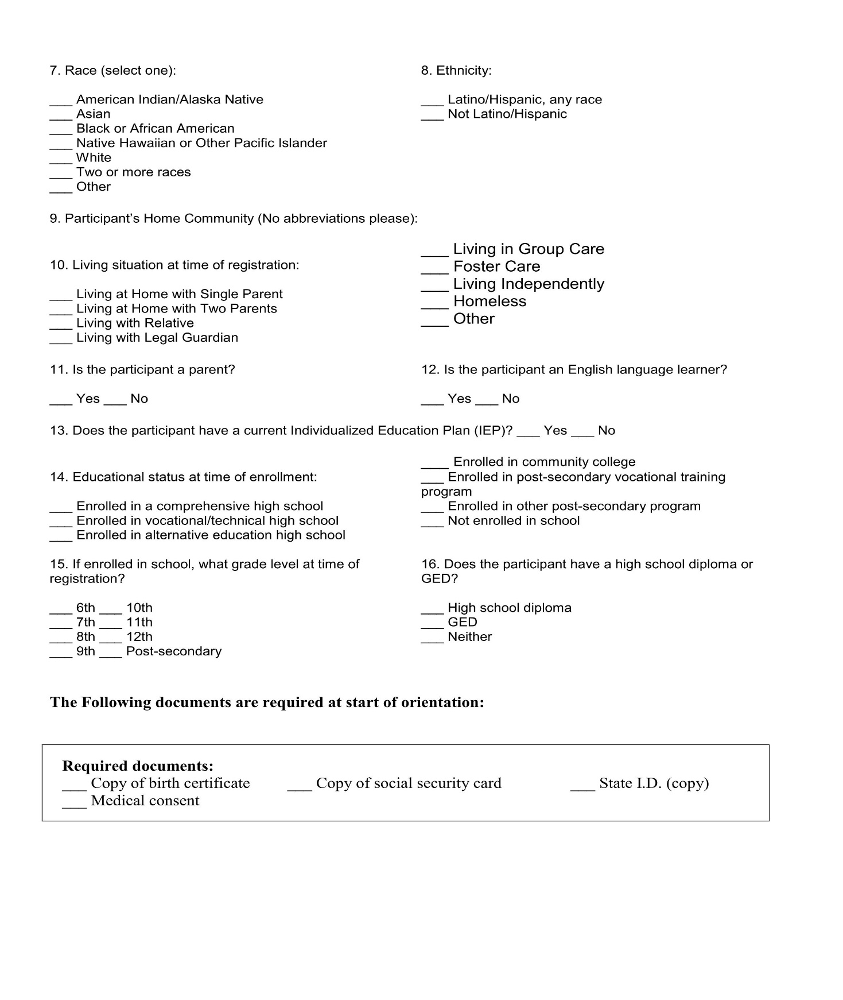 7. Race (select one):
___ American Indian/Alaska Native
___ Asian
___ Black or African American
___ Native Hawaiian or Other Pacific Islander
___ White
___ Two or more races
___ Other
8. Ethnicity:
___ Latino/Hispanic, any race
___ Not Latino/Hispanic
9. Participant’s Home Community (No abbreviations please):
10. Living situation at time of registration:
___ Living at Home with Single Parent
___ Living at Home with Two Parents
___ Living with Relative
___ Living with Legal Guardian
___ Living in Group Care
___ Foster Care
___ Living Independently
___ Homeless
___ Other
11. Is the participant a parent?
___ Yes ___ No
12. Is the participant an English language learner?
___ Yes ___ No
13. Does the participant have a current Individualized Education Plan (IEP)? ___ Yes ___ No
14. Educational status at time of enrollment:
___ Enrolled in a comprehensive high school
___ Enrolled in vocational/technical high school
___ Enrolled in alternative education high school
____ Enrolled in community college
___ Enrolled in post-secondary vocational training
program
___ Enrolled in other post-secondary program
___ Not enrolled in school
15. If enrolled in school, what grade level at time of
registration?
___ 6th ___ 10th
___ 7th ___ 11th
___ 8th ___ 12th
___ 9th ___ Post-secondary
16. Does the participant have a high school diploma or
GED?
___ High school diploma
___ GED
___ Neither
The Following documents are required at start of orientation:
Required documents:
___ Copy of birth certificate ___ Copy of social security card ___ State I.D. (copy)
___ Medical consent